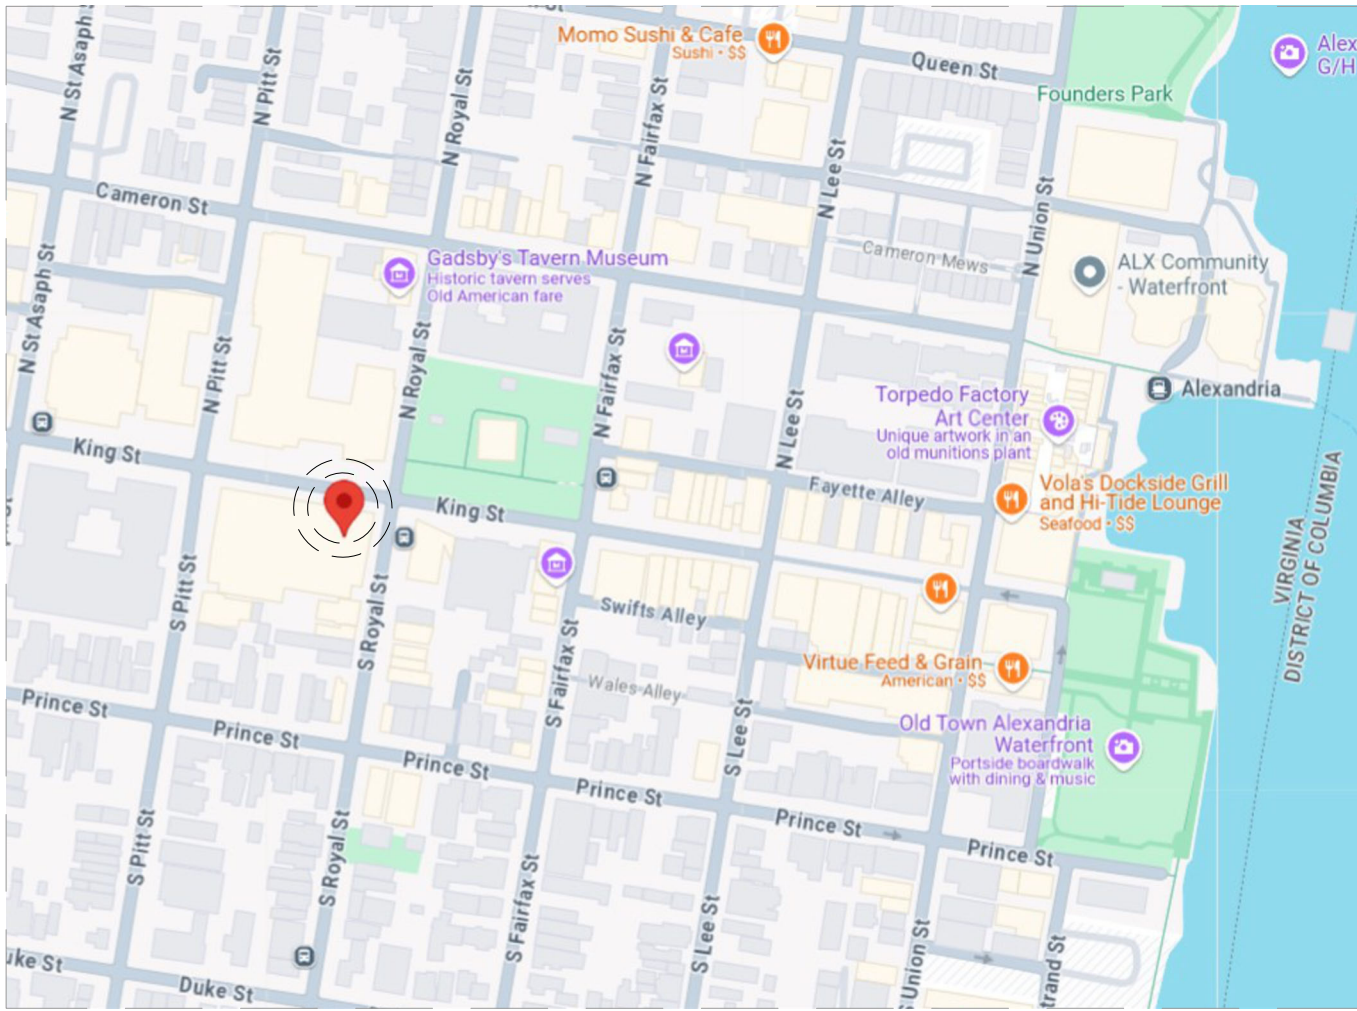 Momo Sushi & Cafe
Sushi • $$
Queen St
Founders Park
N St Asaph St
N Pitt St
N Royal St
N Fairfax St
N Lee St
N Union St
Cameron St
Cameron Mews
Gadsby's Tavern Museum
Historic tavern serves
Old American fare
ALX Community
- Waterfront
N St Asaph St
N Pitt St
N Royal St
N Fairfax St
N Lee St
Torpedo Factory
Art Center
Unique artwork in an
old munitions plant
Alexandria
King St
King St
Fayette Alley
Vola's Dockside Grill
and Hi-Tide Lounge
Seafood • $$
VIRGINIA
DISTRICT OF COLUMBIA
S Pitt St
S Royal St
Swifts Alley
S Fairfax St
Wales Alley
Virtue Feed & Grain
American • $$
Old Town Alexandria
Waterfront
Portside boardwalk
with dining & music
Prince St
Prince St
Prince St
Prince St
Prince St
Prince St
S Lee St
S Pitt St
S Royal St
S Fairfax St
S Lee St
S Union St
trand St
uke St
Duke St
Alex
G/H